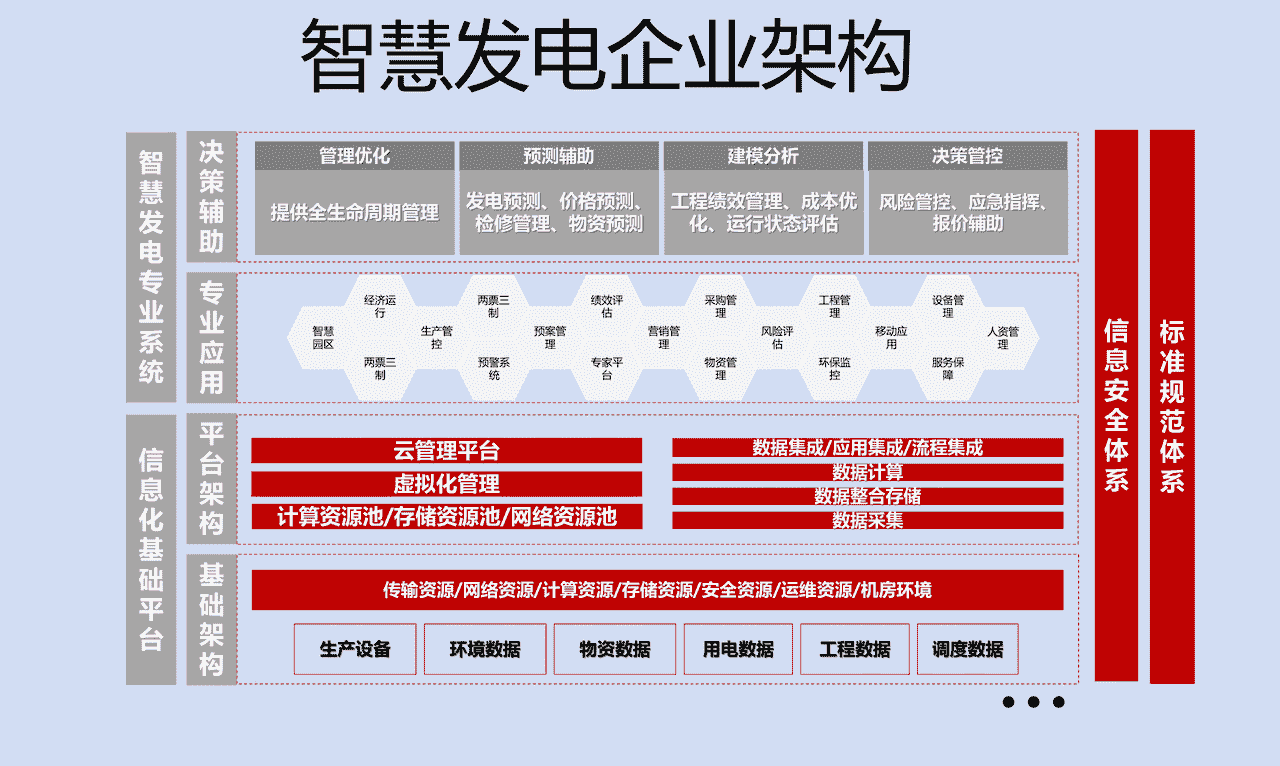 智慧发电企业架构
智慧发电专业系统
决策辅助
管理优化
提供全生命周期管理
预测辅助
发电预测、价格预测、
检修管理、物资预测
建模分析
工程绩效管理、成本优
化、运行状态评估
决策管控
风险管控、应急指挥、
报价辅助
专业应用
智慧
园区
经济运
行
两票三
制
生产管
控
两票三
制
预警系
统
预案管
理
绩效评
估
专家平
台
营销管
理
采购管
理
物资管
理
风险评
估
工程管
理
环保监
控
移动应
用
设备管
理
服务保
障
人资管
理
信息化基础平台
平台架构
云管理平台
虚拟化管理
计算资源池/存储资源池/网络资源池
数据集成/应用集成/流程集成
数据计算
数据整合存储
数据采集
基础架构
传输资源/网络资源/计算资源/存储资源/安全资源/运维资源/机房环境
生产设备
环境数据
物资数据
用电数据
工程数据
调度数据
信息安全体系
标准规范体系